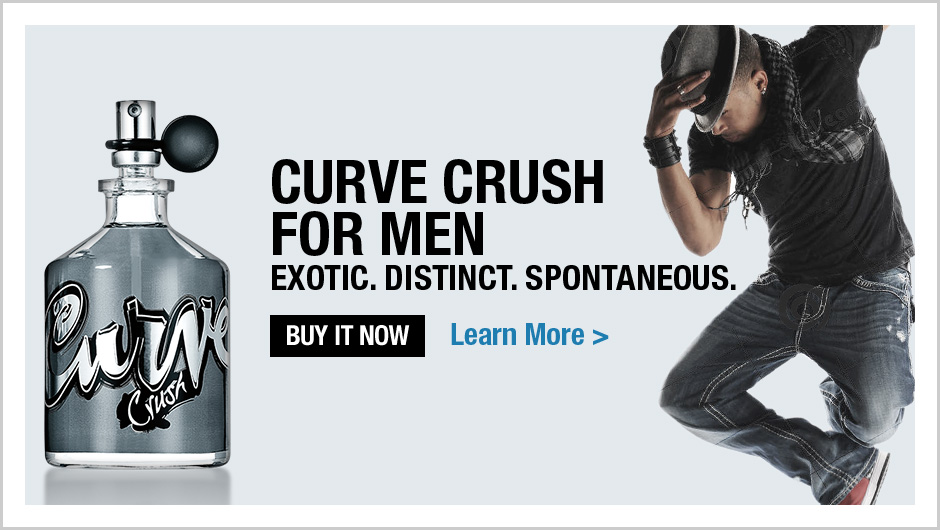 CURVE CRUSH
FOR MEN
EXOTIC. DISTINCT. SPONTANEOUS.
BUY IT NOW
Learn More >
Curve
Crush